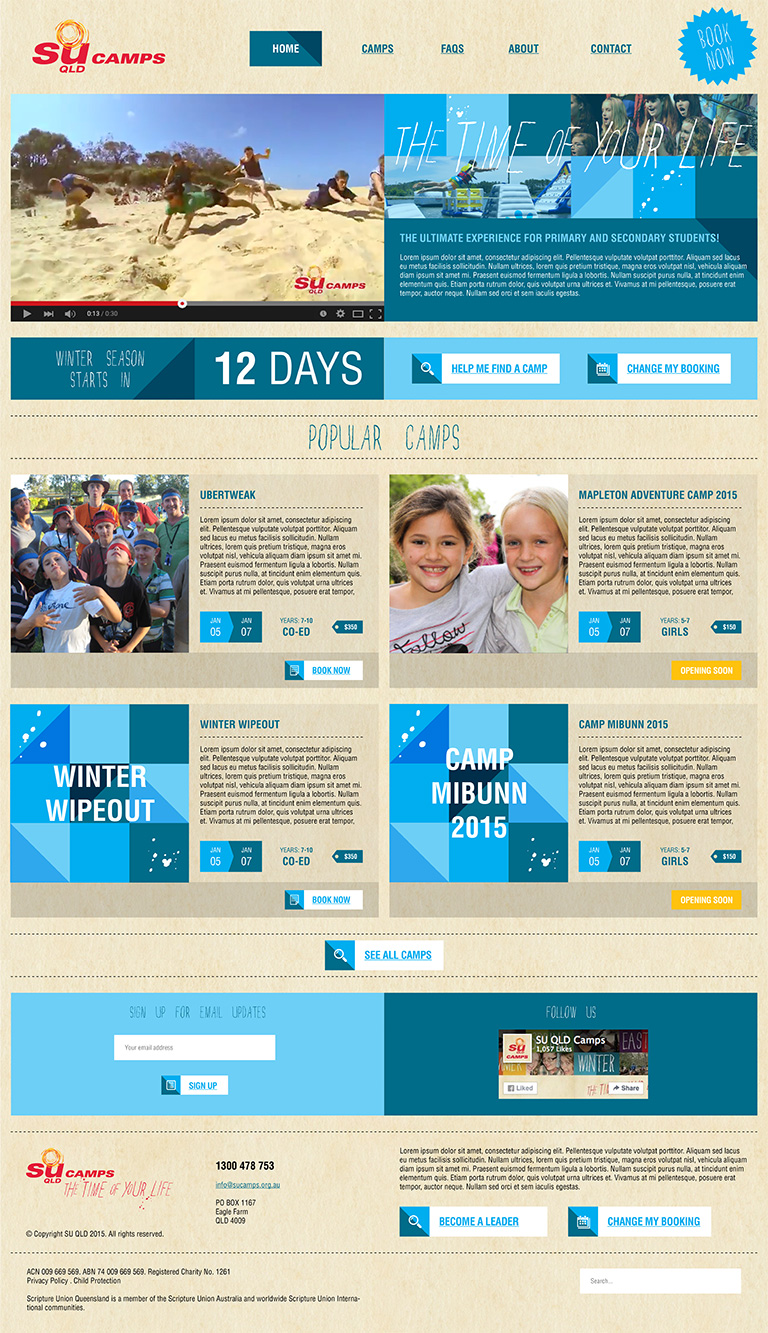 SU CAMPS
QLD
HOME
CAMPS
FAQS
ABOUT
CONTACT
BOOK
NOW
THE TIME OF YOUR LIFE
SU CAMPS
QLD
0:13 / 0:30
THE ULTIMATE EXPERIENCE FOR PRIMARY AND SECONDARY STUDENTS!
Lorem ipsum dolor sit amet, consectetur adipiscing elit. Pellentesque vulputate volutpat porttitor. Aliquam sed lacus
eu metus facilisis sollicitudin. Nullam ultrices, lorem quis pretium tristique, magna eros volutpat nisl, vehicula
aliquam diam ipsum sit amet mi. Praesent euismod fermentum ligula a lobortis. Nullam suscipit purus nulla, at tincidunt enim
elementum quis. Etiam porta rutrum dolor, quis volutpat urna ultrices et. Vivamus at mi pellentesque, posuere erat
tempor, auctor neque. Nullam sed orci et sem iaculis egestas.
WINTER SEASON
STARTS IN
12 DAYS
HELP ME FIND A CAMP
CHANGE MY BOOKING
POPULAR CAMPS
UBERTWEAK
Lorem ipsum dolor sit amet, consectetur adipiscing
elit. Pellentesque vulputate volutpat porttitor. Aliquam
sed lacus eu metus facilisis sollicitudin. Nullam
ultrices, lorem quis pretium tristique, magna eros
volutpat nisl, vehicula aliquam diam ipsum sit amet mi.
Praesent euismod fermentum ligula a lobortis. Nullam
suscipit purus nulla, at tincidunt enim elementum quis.
Etiam porta rutrum dolor, quis volutpat urna ultrices
et. Vivamus at mi pellentesque, posuere erat tempor,
JAN
05
JAN
07
YEARS: 7-10
CO-ED
$350
BOOK NOW
MAPLETON ADVENTURE CAMP 2015
Lorem ipsum dolor sit amet, consectetur adipiscing
elit. Pellentesque vulputate volutpat porttitor. Aliquam
sed lacus eu metus facilisis sollicitudin. Nullam
ultrices, lorem quis pretium tristique, magna eros
volutpat nisl, vehicula aliquam diam ipsum sit amet mi.
Praesent euismod fermentum ligula a lobortis. Nullam
suscipit purus nulla, at tincidunt enim elementum quis.
Etiam porta rutrum dolor, quis volutpat urna ultrices
et. Vivamus at mi pellentesque, posuere erat tempor,
Follow
JAN
05
JAN
07
YEARS: 5-7
GIRLS
$150
OPENING SOON
WINTER
WIPEOUT
WINTER WIPEOUT
Lorem ipsum dolor sit amet, consectetur adipiscing
elit. Pellentesque vulputate volutpat porttitor. Aliquam
sed lacus eu metus facilisis sollicitudin. Nullam
ultrices, lorem quis pretium tristique, magna eros
volutpat nisl, vehicula aliquam diam ipsum sit amet mi.
Praesent euismod fermentum ligula a lobortis. Nullam
suscipit purus nulla, at tincidunt enim elementum quis.
Etiam porta rutrum dolor, quis volutpat urna ultrices
et. Vivamus at mi pellentesque, posuere erat tempor,
JAN
05
JAN
07
YEARS: 7-10
CO-ED
$350
BOOK NOW
CAMP
MIBUNN
2015
CAMP MIBUNN 2015
Lorem ipsum dolor sit amet, consectetur adipiscing
elit. Pellentesque vulputate volutpat porttitor. Aliquam
sed lacus eu metus facilisis sollicitudin. Nullam
ultrices, lorem quis pretium tristique, magna eros
volutpat nisl, vehicula aliquam diam ipsum sit amet mi.
Praesent euismod fermentum ligula a lobortis. Nullam
suscipit purus nulla, at tincidunt enim elementum quis.
Etiam porta rutrum dolor, quis volutpat urna ultrices
et. Vivamus at mi pellentesque, posuere erat tempor,
JAN
05
JAN
07
YEARS: 5-7
GIRLS
$150
OPENING SOON
SEE ALL CAMPS
SIGN UP FOR EMAIL UPDATES
Your email address
SIGN UP
FOLLOW US
SU CAMPS
SU QLD Camps
1,057 Likes
EAST
WINTER
Liked
Share
SU CAMPS
QLD
THE TIME OF YOUR LIFE
© Copyright SU QLD 2015. All rights reserved.
1300 478 753
info@sucamps.org.au
PO BOX 1167
Eagle Farm
QLD 4009
Lorem ipsum dolor sit amet, consectetur adipiscing elit. Pellentesque vulputate volutpat porttitor. Aliquam sed lacus
eu metus facilisis sollicitudin. Nullam ultrices, lorem quis pretium tristique, magna eros volutpat nisl, vehicula
aliquam diam ipsum sit amet mi. Praesent euismod fermentum ligula a lobortis. Nullam suscipit purus nulla, at tincidunt enim
elementum quis. Etiam porta rutrum dolor, quis volutpat urna ultrices et. Vivamus at mi pellentesque, posuere erat
tempor, auctor neque. Nullam sed orci et sem iaculis egestas.
BECOME A LEADER
CHANGE MY BOOKING
ACN 009 669 569. ABN 74 009 669 569. Registered Charity No. 1261
Privacy Policy . Child Protection
Scripture Union Queensland is a member of the Scripture Union Australia and worldwide Scripture Union Interna-
tional communities.
Search...